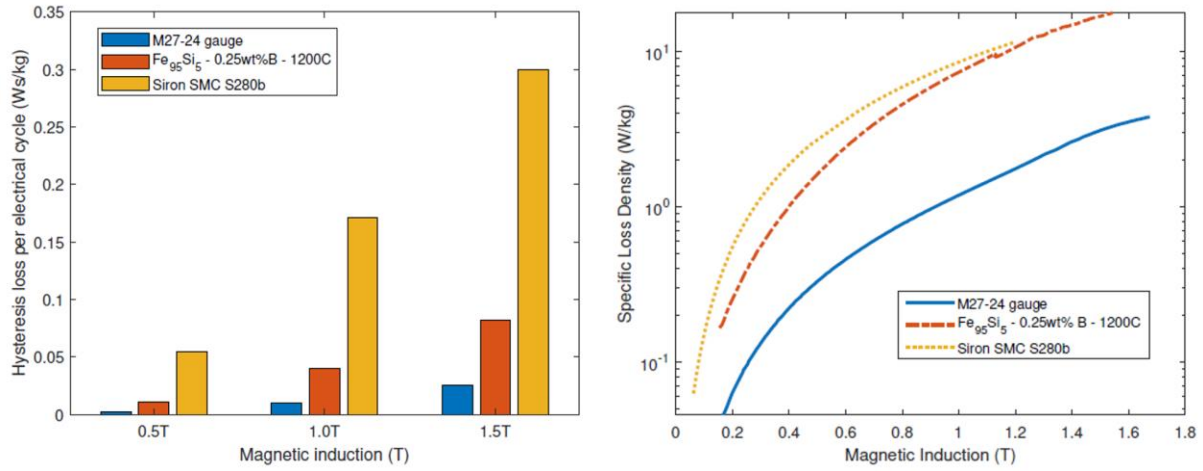 Hysteresis loss per electrical cycle (Ws/kg)
0.35
0.3
0.25
0.2
0.15
0.1
0.05
0
M27-24 gauge
Fe₉₅Si₅ - 0.25wt%B - 1200C
Siron SMC S280b
0.5T 1.0T 1.5T
Magnetic induction (T)
Specific Loss Density (W/kg)
10¹
10⁰
10⁻¹
M27-24 gauge
Fe₉₅Si₅ - 0.25wt% B - 1200C
Siron SMC S280b
0 0.2 0.4 0.6 0.8 1 1.2 1.4 1.6 1.8
Magnetic Induction (T)